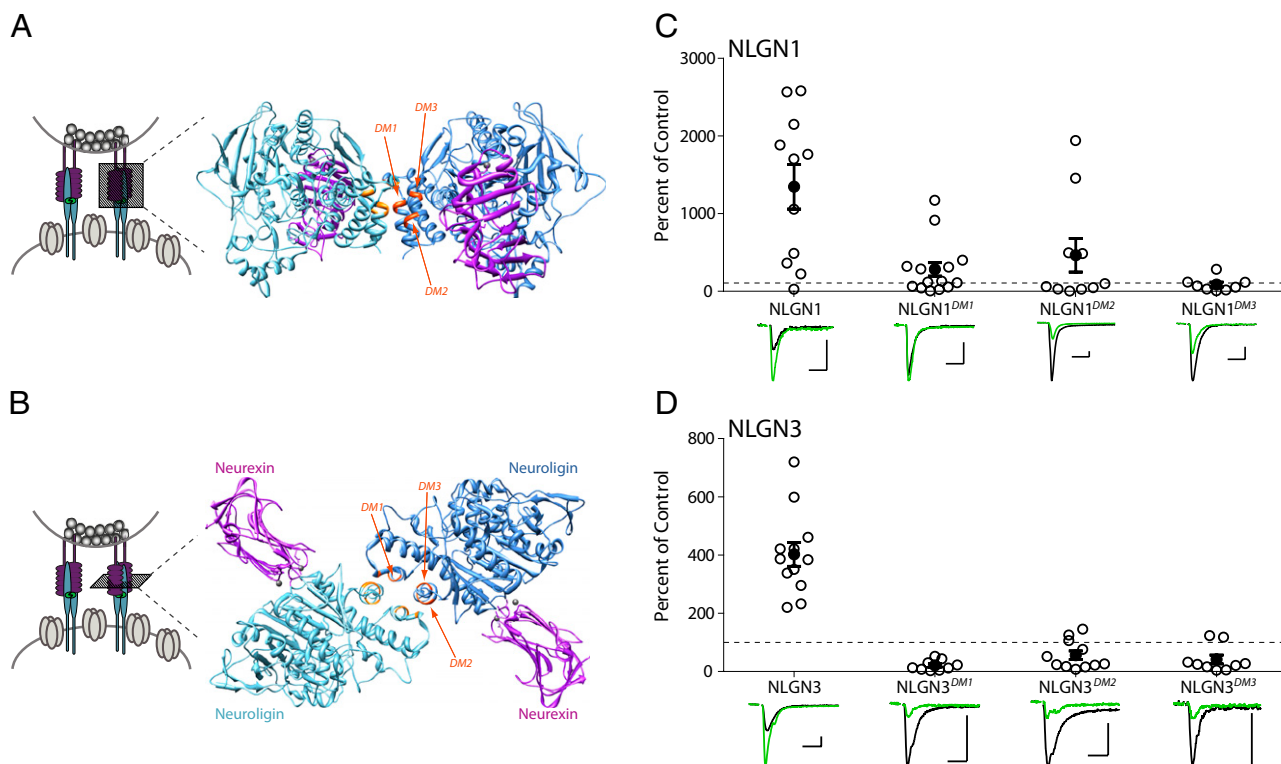 A
DM1
DM3
DM2
B
Neurexin
Neuroligin
DM1
DM3
DM2
Neuroligin
Neurexin
C
NLGN1
Percent of Control
3000
2000
1000
0
NLGN1
NLGN1DM1
NLGN1DM2
NLGN1DM3
D
NLGN3
Percent of Control
800
600
400
200
0
NLGN3
NLGN3DM1
NLGN3DM2
NLGN3DM3